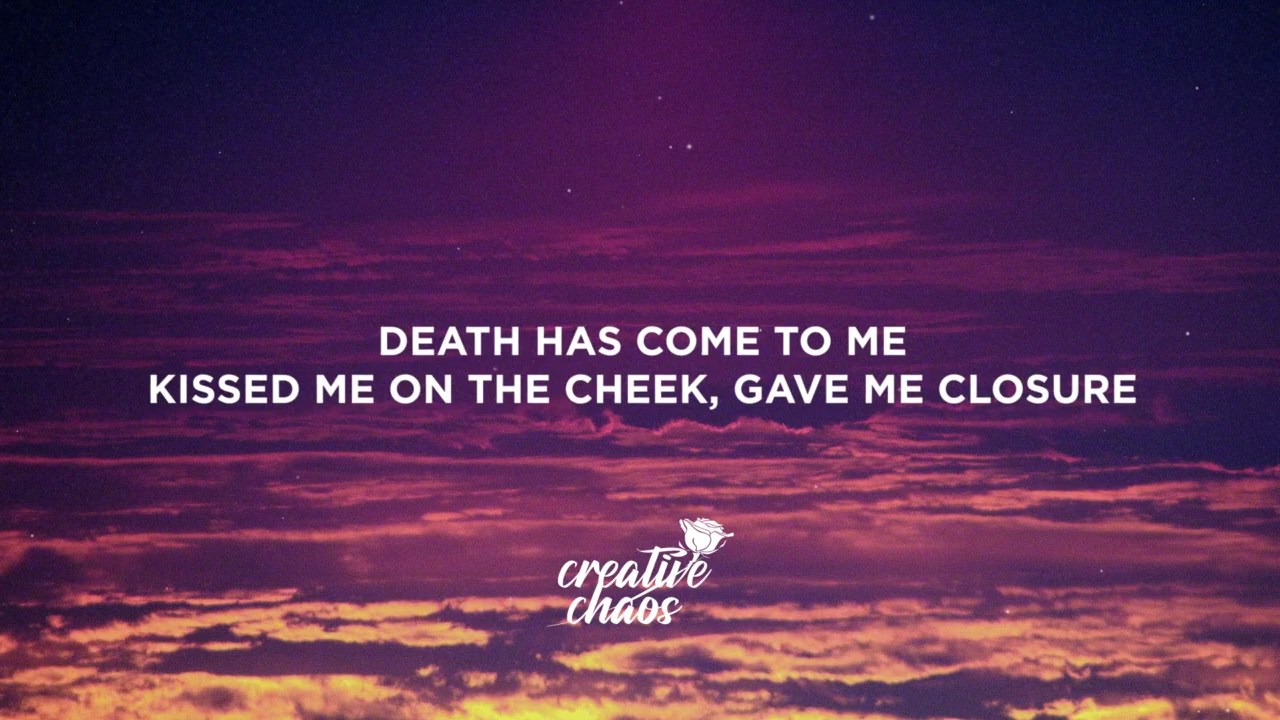 DEATH HAS COME TO ME
KISSED ME ON THE CHEEK, GAVE ME CLOSURE
creative
chaos